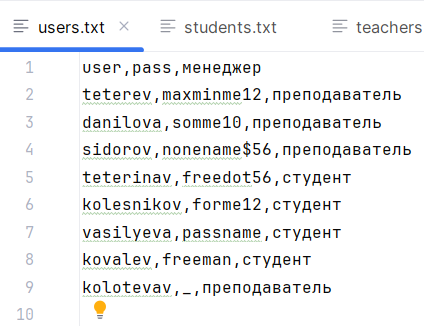 users.txt × students.txt teachers
1 user,pass,менеджер
2 teterev,maxminme12,преподаватель
3 danilova,somme10,преподаватель
4 sidorov,nonename$56,преподаватель
5 teterinav,freedot56,студент
6 kolesnikov,forme12,студент
7 vasilyeva,passname,студент
8 kovalev,freeman,студент
9 kolotevav,_,преподаватель
10